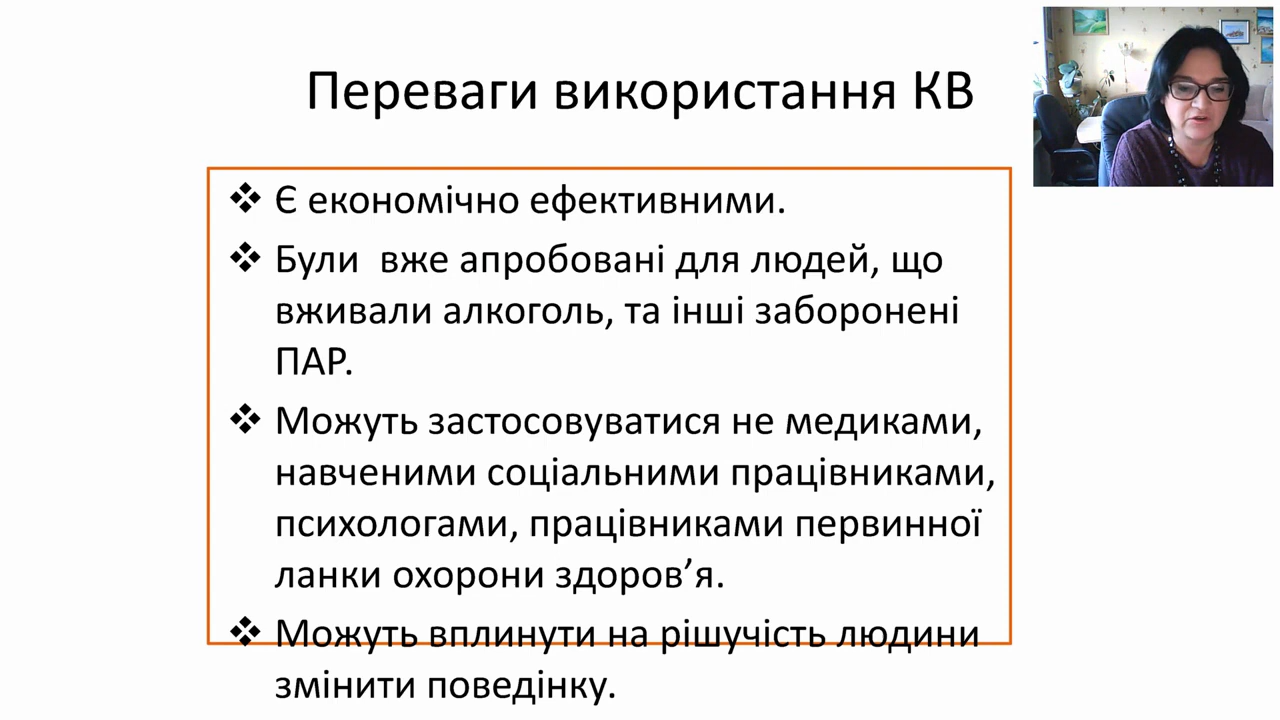 Переваги використання КВ
❖ Є економічно ефективними.
❖ Були вже апробовані для людей, що
вживали алкоголь, та інші заборонені
ПАР.
❖ Можуть застосовуватися не медиками,
навченими соціальними працівниками,
психологами, працівниками первинної
ланки охорони здоров’я.
❖ Можуть вплинути на рішучість людини
змінити поведінку.